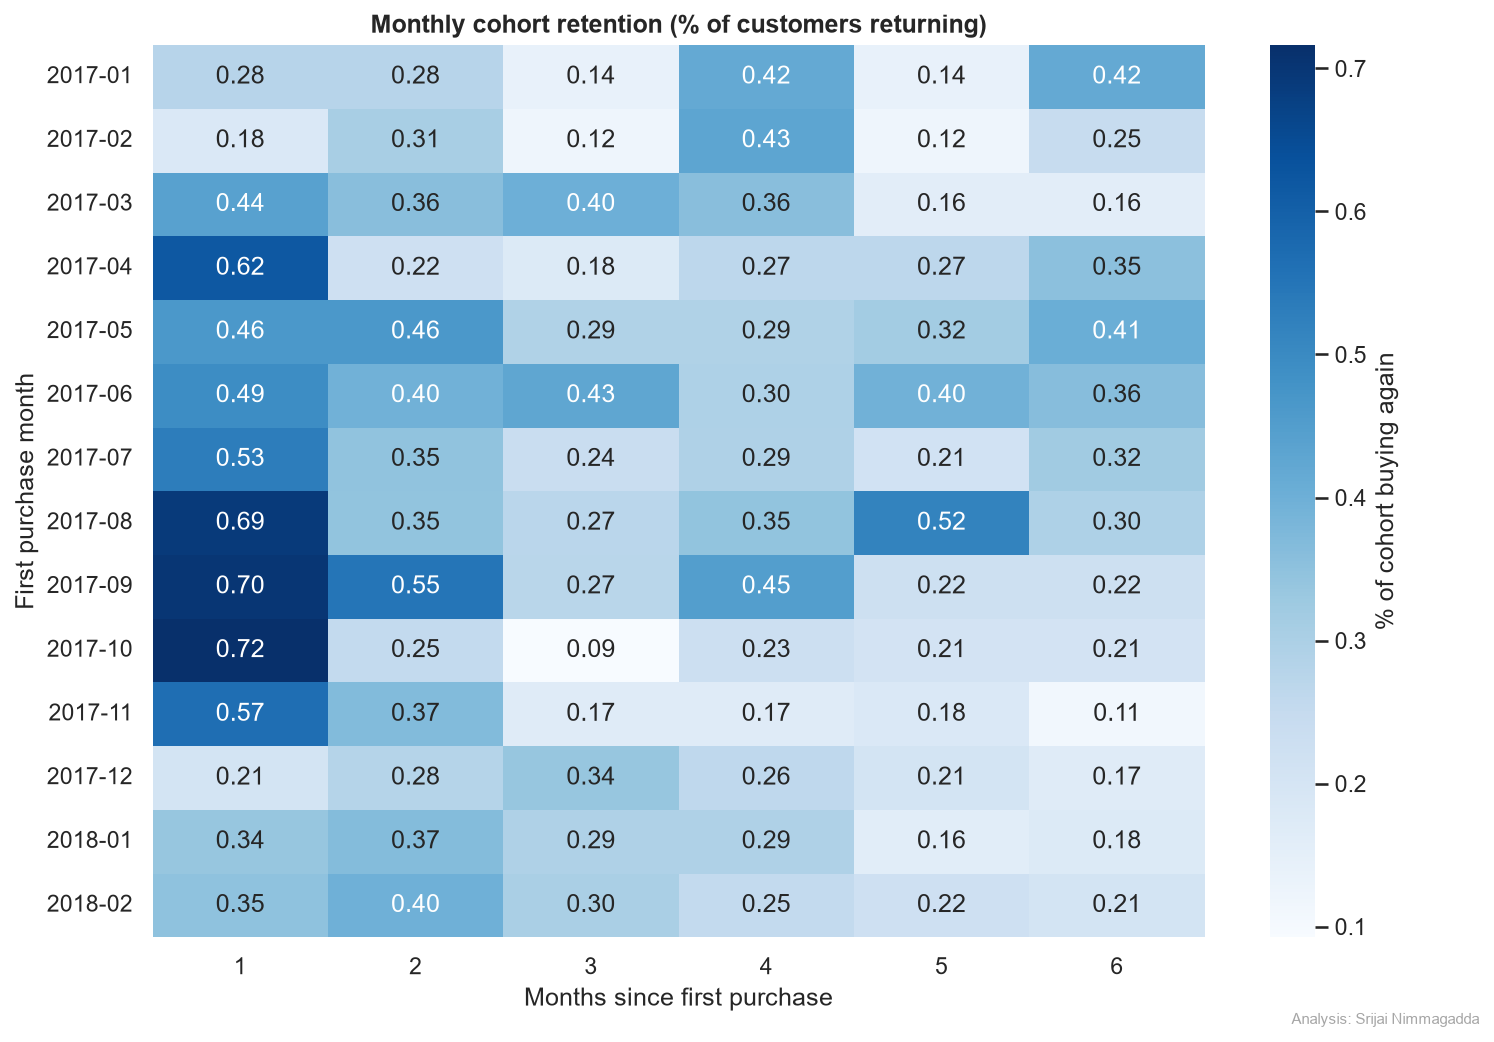 Monthly cohort retention (% of customers returning)
2017-01 0.28 0.28 0.14 0.42 0.14 0.42
2017-02 0.18 0.31 0.12 0.43 0.12 0.25
2017-03 0.44 0.36 0.40 0.36 0.16 0.16
2017-04 0.62 0.22 0.18 0.27 0.27 0.35
2017-05 0.46 0.46 0.29 0.29 0.32 0.41
2017-06 0.49 0.40 0.43 0.30 0.40 0.36
2017-07 0.53 0.35 0.24 0.29 0.21 0.32
2017-08 0.69 0.35 0.27 0.35 0.52 0.30
2017-09 0.70 0.55 0.27 0.45 0.22 0.22
2017-10 0.72 0.25 0.09 0.23 0.21 0.21
2017-11 0.57 0.37 0.17 0.17 0.18 0.11
2017-12 0.21 0.28 0.34 0.26 0.21 0.17
2018-01 0.34 0.37 0.29 0.29 0.16 0.18
2018-02 0.35 0.40 0.30 0.25 0.22 0.21
1 2 3 4 5 6
Months since first purchase
First purchase month
0.7
0.6
0.5
0.4
0.3
0.2
0.1
% of cohort buying again
Analysis: Srijai Nimmagadda